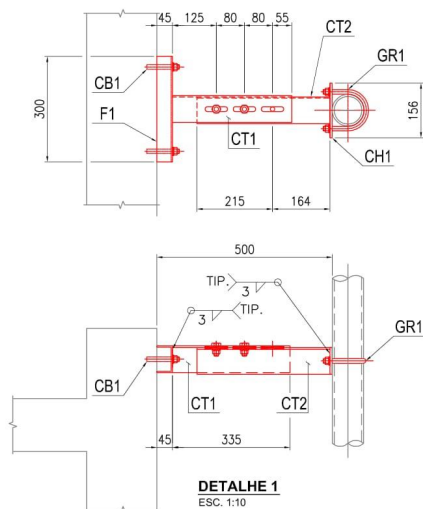 45 125 80 80 55
CT2
GR1
CB1
F1
300
156
CT1
CH1
215 164
500
TIP.
3
TIP.
3
GR1
CB1
CT1
CT2
45 335
DETALHE 1
ESC. 1:10